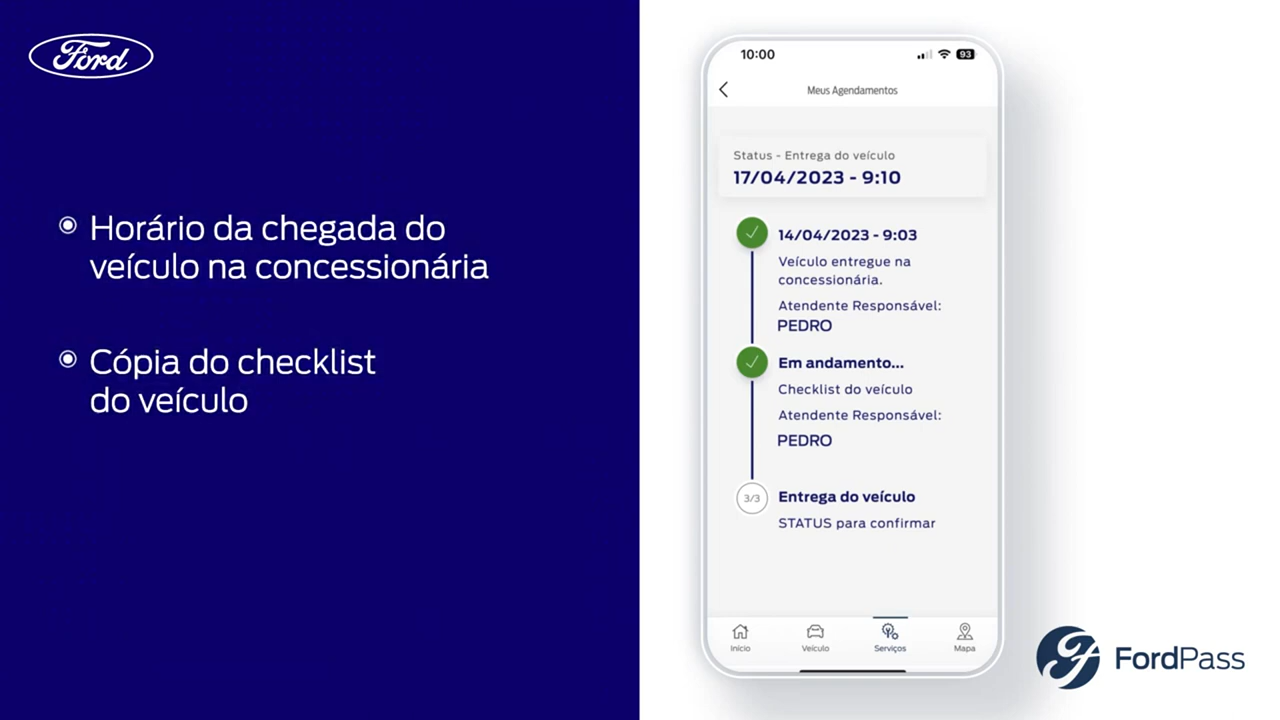 Ford
Horário da chegada do
veículo na concessionária
Cópia do checklist
do veículo
10:00
93
Meus Agendamentos
Status - Entrega do veículo
17/04/2023 - 9:10
14/04/2023 - 9:03
Veículo entregue na
concessionária.
Atendente Responsável:
PEDRO
Em andamento...
Checklist do veículo
Atendente Responsável:
PEDRO
3/3
Entrega do veículo
STATUS para confirmar
Início
Veículo
Serviços
Mapa
FordPass